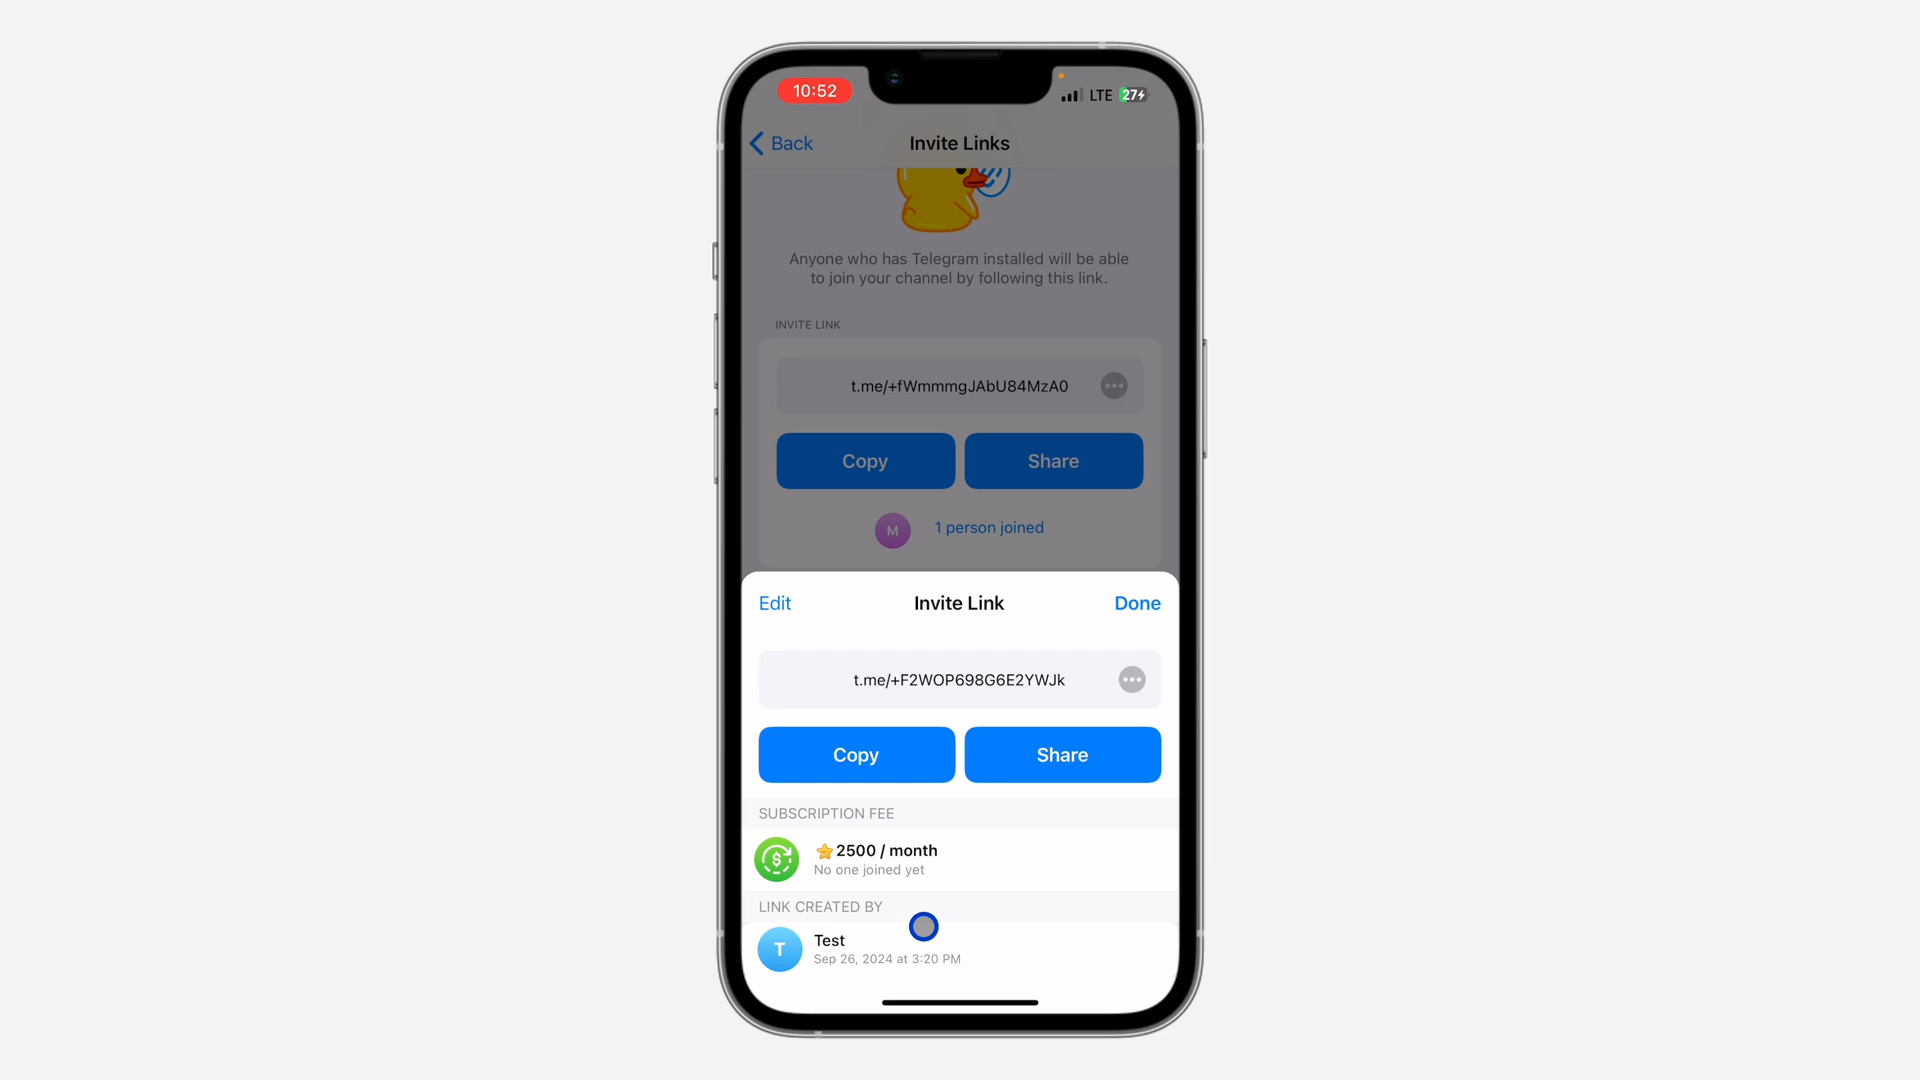 10:52
LTE 27
Back
Invite Links
Anyone who has Telegram installed will be able
to join your channel by following this link.
INVITE LINK
t.me/+fWmmmgJAbU84MzA0
Copy
Share
M
1 person joined
Edit
Invite Link
Done
t.me/+F2WOP698G6E2YWJk
Copy
Share
SUBSCRIPTION FEE
$
2500 / month
No one joined yet
LINK CREATED BY
T
Test
Sep 26, 2024 at 3:20 PM